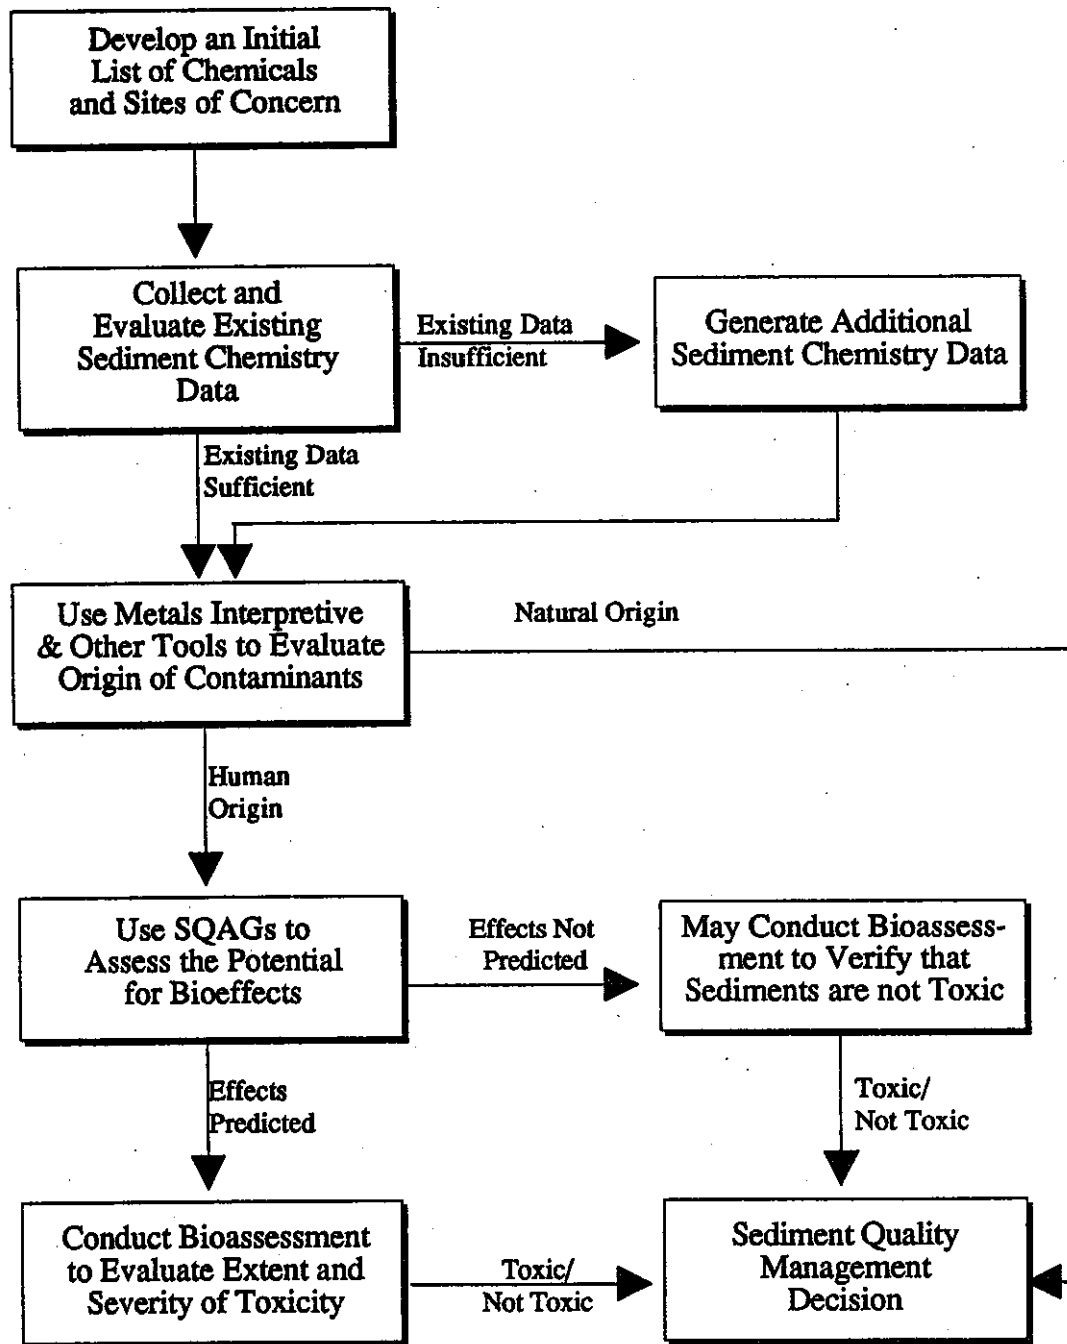 Develop an Initial
List of Chemicals
and Sites of Concern
Collect and
Evaluate Existing
Sediment Chemistry
Data
Existing Data
Insufficient
Generate Additional
Sediment Chemistry Data
Existing Data
Sufficient
Use Metals Interpretive
& Other Tools to Evaluate
Origin of Contaminants
Natural Origin
Human
Origin
Use SQAGs to
Assess the Potential
for Bioeffects
Effects Not
Predicted
May Conduct Bioassess-
ment to Verify that
Sediments are not Toxic
Effects
Predicted
Toxic/
Not Toxic
Conduct Bioassessment
to Evaluate Extent and
Severity of Toxicity
Toxic/
Not Toxic
Sediment Quality
Management
Decision